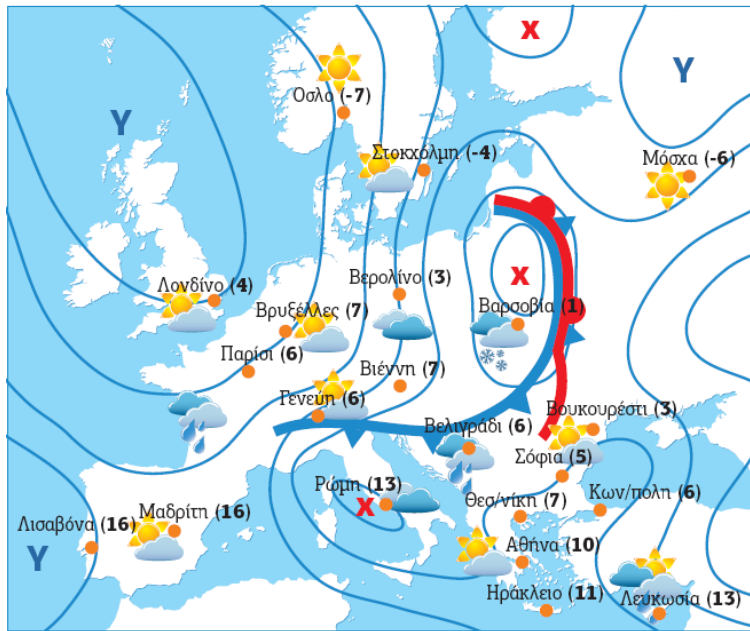 Χ
Υ
Όσλο (-7)
Υ
Στοκχόλμη (-4)
Μόσχα (-6)
Χ
Λονδίνο (4)
Βερολίνο (3)
Βρυξέλλες (7)
Βαρσοβία (1)
Παρίσι (6)
Βιέννη (7)
Γενεύη (6)
Βελιγράδι (6)
Βουκουρέστι (3)
Σόφια (5)
Ρώμη (13)
Χ
Θεσ/νίκη (7)
Κων/πολη (6)
Λισαβόνα (16)
Μαδρίτη (16)
Υ
Αθήνα (10)
Ηράκλειο (11)
Λευκωσία (13)